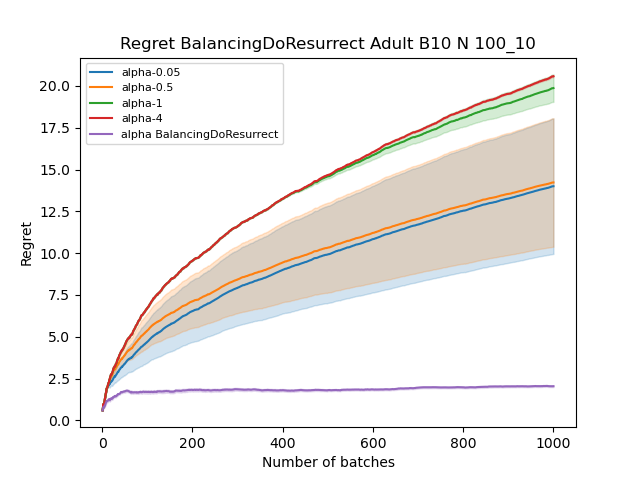 Regret BalancingDoResurrect Adult B10 N 100_10
alpha-0.05
alpha-0.5
alpha-1
alpha-4
alpha BalancingDoResurrect
Regret
20.0
17.5
15.0
12.5
10.0
7.5
5.0
2.5
0.0
0 200 400 600 800 1000
Number of batches